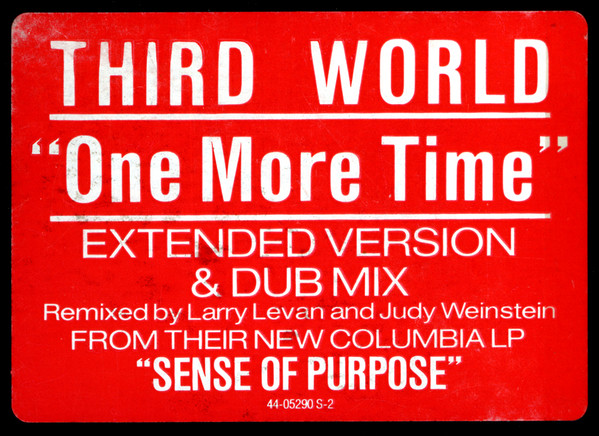 THIRD WORLD
“One More Time”
EXTENDED VERSION
& DUB MIX
Remixed by Larry Levan and Judy Weinstein
FROM THEIR NEW COLUMBIA LP
“SENSE OF PURPOSE”
44-05290 S-2